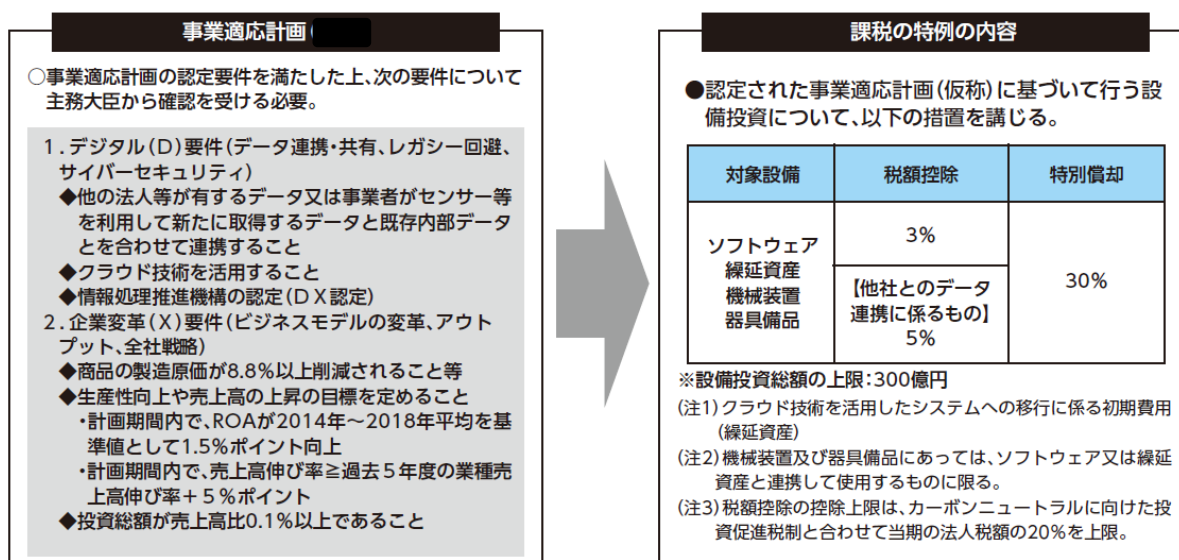 事業適応計画(
○事業適応計画の認定要件を満たした上、次の要件について
主務大臣から確認を受ける必要。
1.デジタル(D)要件(データ連携・共有、レガシー回避、
サイバーセキュリティ)
◆他の法人等が有するデータ又は事業者がセンサー等
を利用して新たに取得するデータと既存内部データ
とを合わせて連携すること
◆クラウド技術を活用すること
◆情報処理推進機構の認定(DX認定)
2.企業変革(X)要件(ビジネスモデルの変革、アウト
プット、全社戦略)
◆商品の製造原価が8.8%以上削減されること等
◆生産性向上や売上高の上昇の目標を定めること
・計画期間内で、ROAが2014年〜2018年平均を基
準値として1.5%ポイント向上
・計画期間内で、売上高伸び率≧過去5年度の業種売
上高伸び率+5%ポイント
◆投資総額が売上高比0.1%以上であること
課税の特例の内容
●認定された事業適応計画(仮称)に基づいて行う設
備投資について、以下の措置を講じる。
対象設備 税額控除 特別償却
ソフトウェア
繰延資産
機械装置
器具備品
3%
【他社とのデータ
連携に係るもの】
5%
30%
※設備投資総額の上限:300億円
(注1)クラウド技術を活用したシステムへの移行に係る初期費用
(繰延資産)
(注2)機械装置及び器具備品にあっては、ソフトウェア又は繰延
資産と連携して使用するものに限る。
(注3)税額控除の控除上限は、カーボンニュートラルに向けた投
資促進税制と合わせて当期の法人税額の20%を上限。